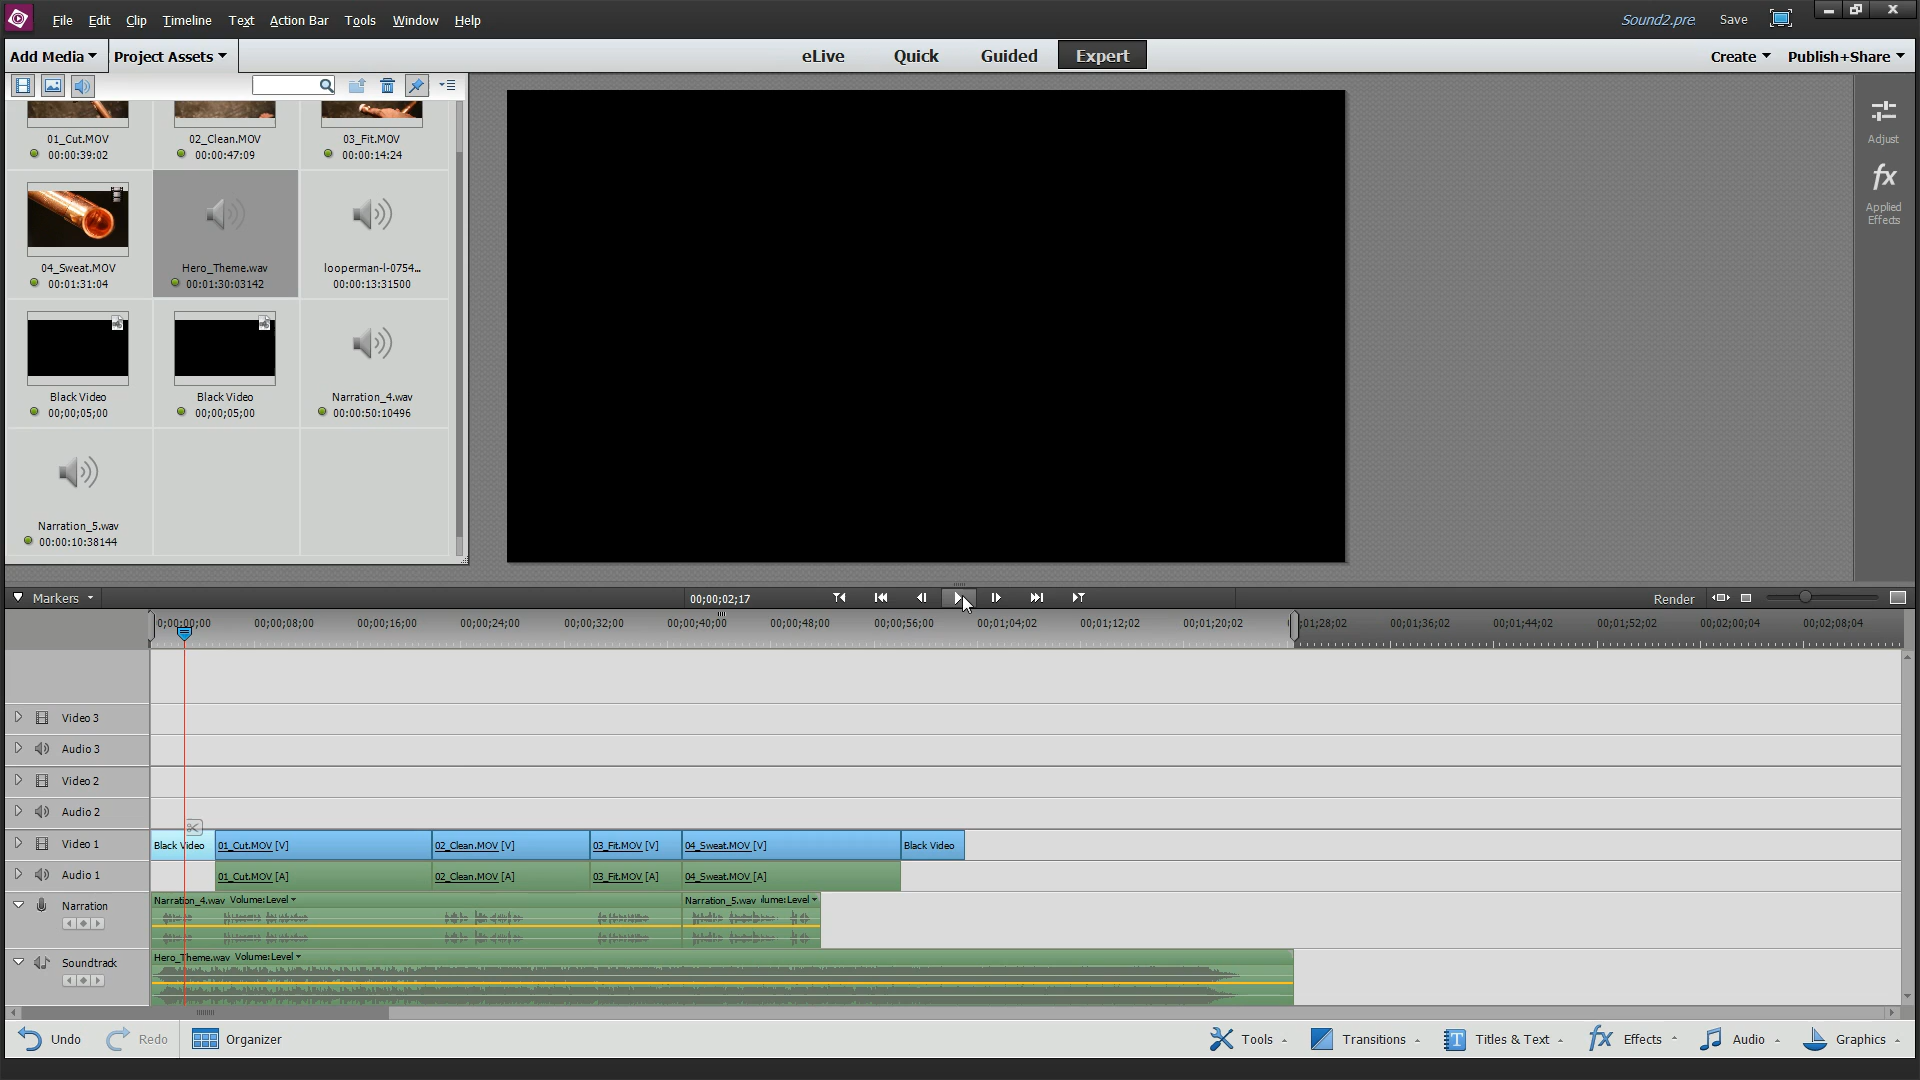 File Edit Clip Timeline Text Action Bar Tools Window Help
Sound2.pre Save
Add Media Project Assets
eLive Quick Guided Expert
Create Publish+Share
01_Cut.MOV
00:00:39:02
02_Clean.MOV
00:00:47:09
03_Fit.MOV
00:00:14:24
04_Sweat.MOV
00:01:31:04
Hero_Theme.wav
00:01:30:03142
looperman-l-0754...
00:00:13:31500
Black Video
00;00;05;00
Black Video
00;00;05;00
Narration_4.wav
00:00:50:10496
Narration_5.wav
00:00:10:38144
Adjust
fx
Applied
Effects
Markers
00;00;02;17
Render
0;00;00;00 00;00;08;00 00;00;16;00 00;00;24;00 00;00;32;00 00;00;40;00 00;00;48;00 00;00;56;00 00;01;04;02 00;01;12;02 00;01;20;02 ;01;28;02 00;01;36;02 00;01;44;02 00;01;52;02 00;02;00;04 00;02;08;04
Video 3
Audio 3
Video 2
Audio 2
Video 1
Black Video 01_Cut.MOV [V] 02_Clean.MOV [V] 03_Fit.MOV [V] 04_Sweat.MOV [V] Black Video
Audio 1
01_Cut.MOV [A] 02_Clean.MOV [A] 03_Fit.MOV [A] 04_Sweat.MOV [A]
Narration
Narration_4.wav Volume:Level Narration_5.wav lume:Level
Soundtrack
Hero_Theme.wav Volume:Level
Undo Redo Organizer
Tools Transitions T Titles & Text fx Effects Audio Graphics